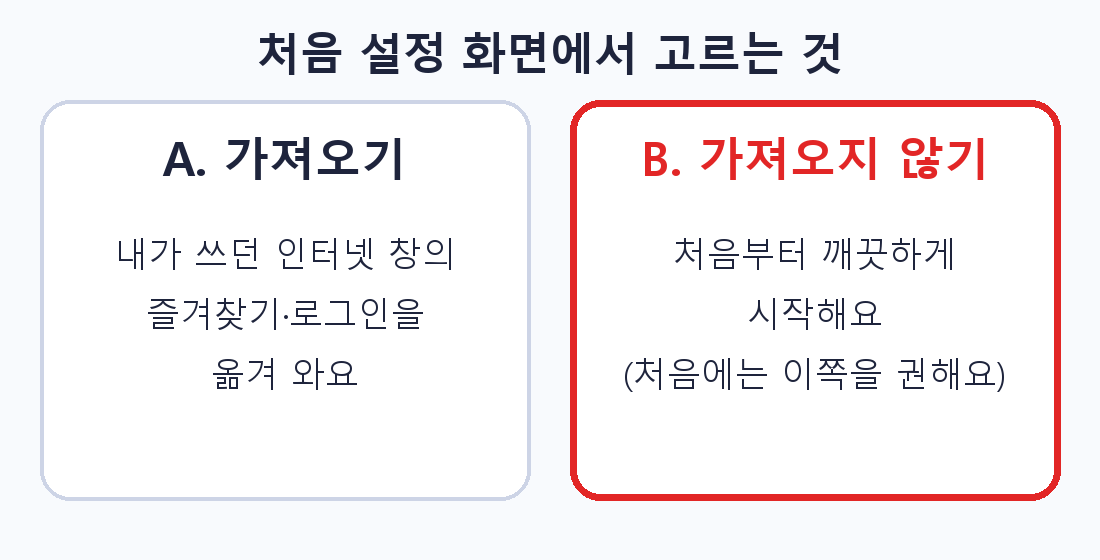 처음 설정 화면에서 고르는 것
A. 가져오기
내가 쓰던 인터넷 창의
즐겨찾기·로그인을
옮겨 와요
B. 가져오지 않기
처음부터 깨끗하게
시작해요
(처음에는 이쪽을 권해요)